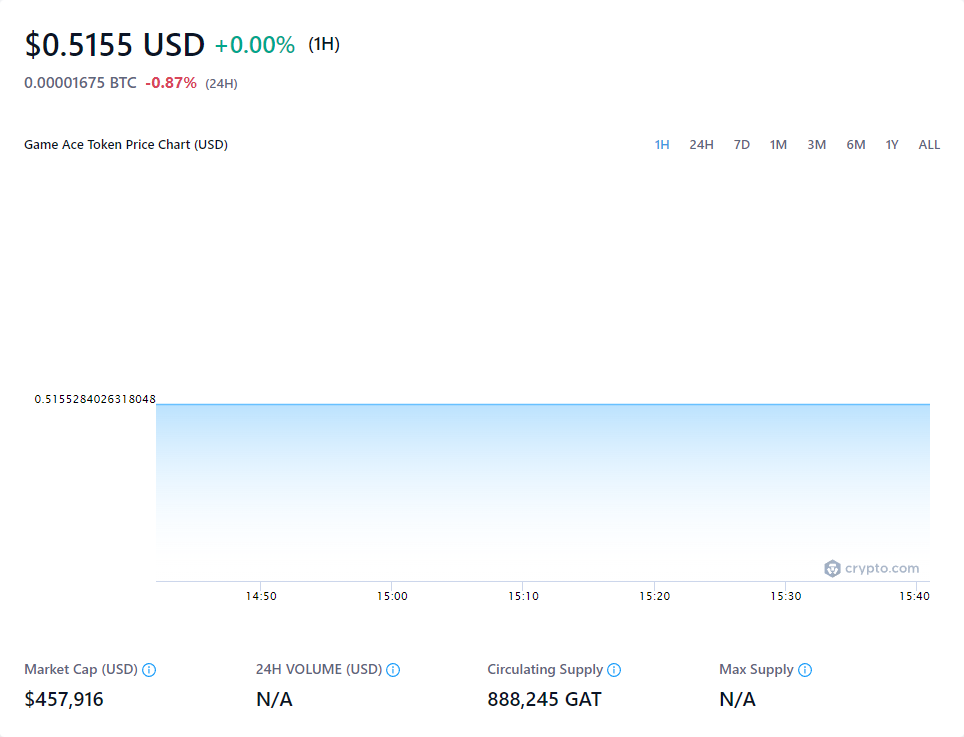 $0.5155 USD +0.00% (1H)
0.00001675 BTC -0.87% (24H)
Game Ace Token Price Chart (USD) 1H 24H 7D 1M 3M 6M 1Y ALL
0.5155284026318048
crypto.com
14:50 15:00 15:10 15:20 15:30 15:40
Market Cap (USD) 24H VOLUME (USD) Circulating Supply Max Supply
$457,916 N/A 888,245 GAT N/A